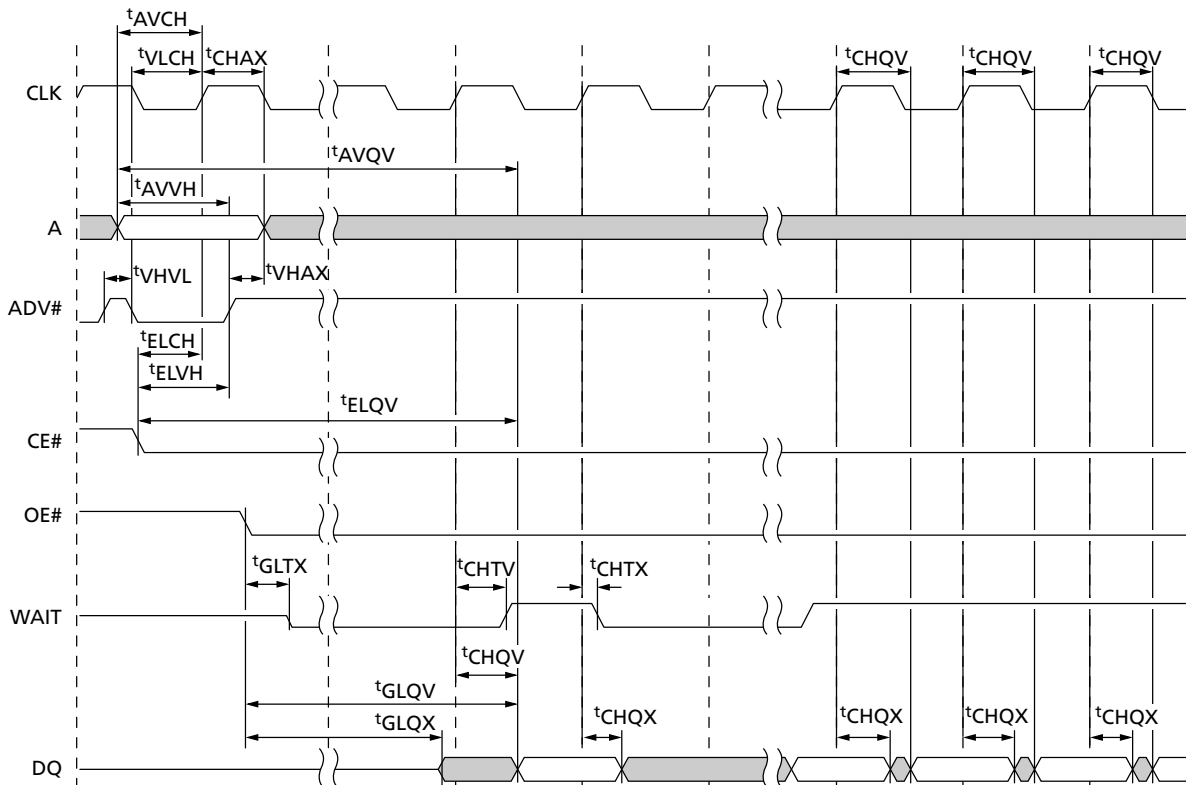 tAVCH
tVLCH tCHAX tCHQV tCHQV tCHQV
CLK
tAVQV
tAVVH
A
tVHVL tVHAX
ADV#
tELCH
tELVH
tELQV
CE#
OE#
tGLTX tCHTV tCHTX
WAIT
tCHQV
tGLQV
tGLQX tCHQX tCHQX tCHQX tCHQX
DQ